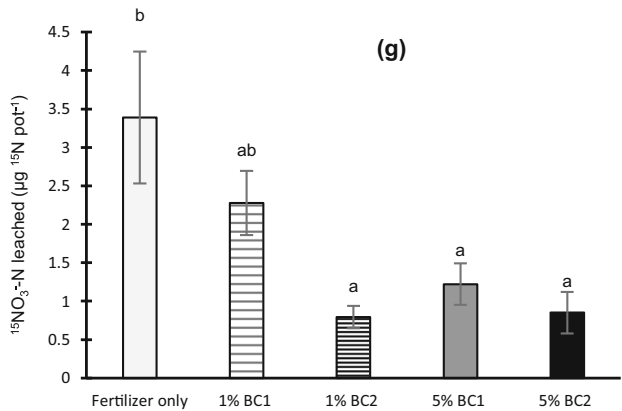 b
4.5
(g)
4
3.5
ab
3
2.5
2
a
1.5
a
a
1
0.5
0
¹⁵NO₃⁻-N leached (µg ¹⁵N pot⁻¹)
Fertilizer only 1% BC1 1% BC2 5% BC1 5% BC2